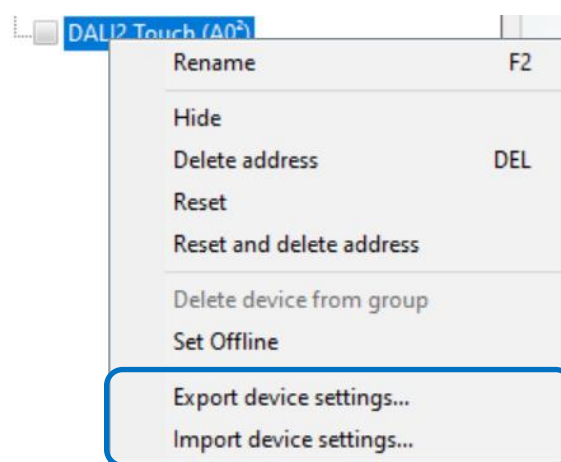 DALI2 Touch (A0²)
Rename F2
Hide
Delete address DEL
Reset
Reset and delete address
Delete device from group
Set Offline
Export device settings...
Import device settings...